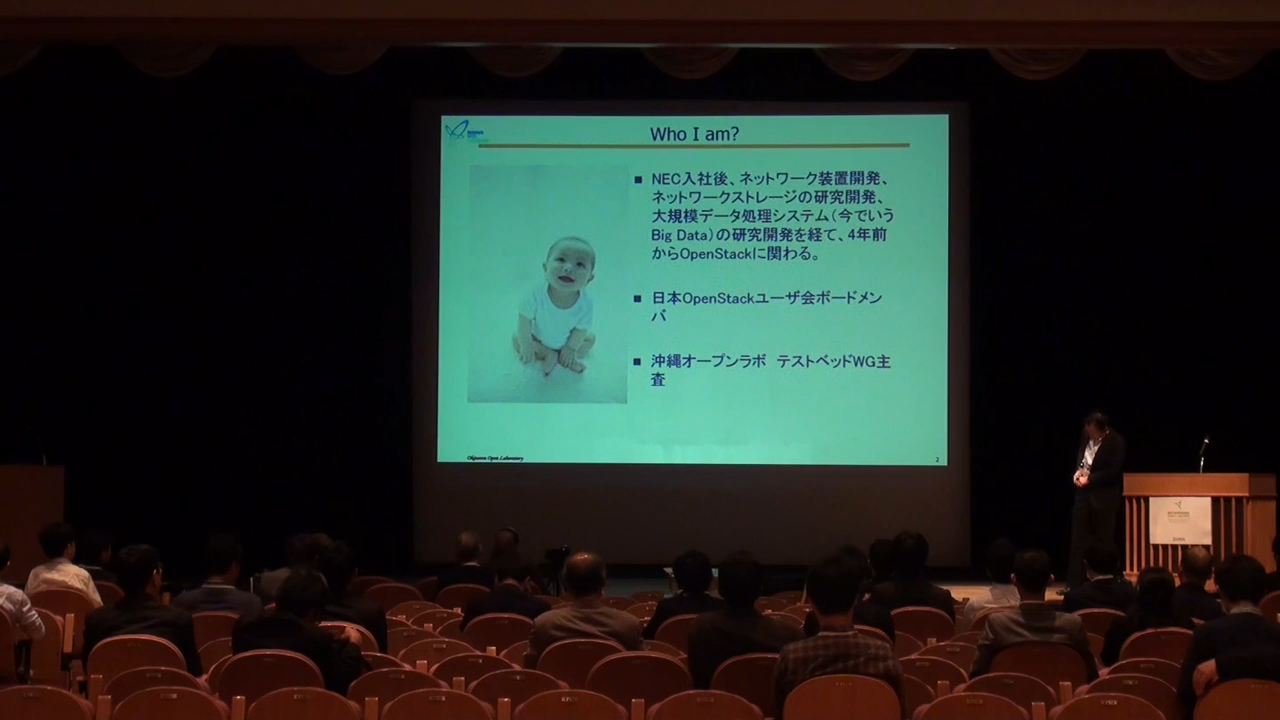 Who I am?
■ NEC入社後、ネットワーク装置開発、
ネットワークストレージの研究開発、
大規模データ処理システム（今でいう
Big Data）の研究開発を経て、4年前
からOpenStackに関わる。
■ 日本OpenStackユーザ会ボードメン
バ
■ 沖縄オープンラボ　テストベッドWG主
査
Okinawa Open Laboratory
2